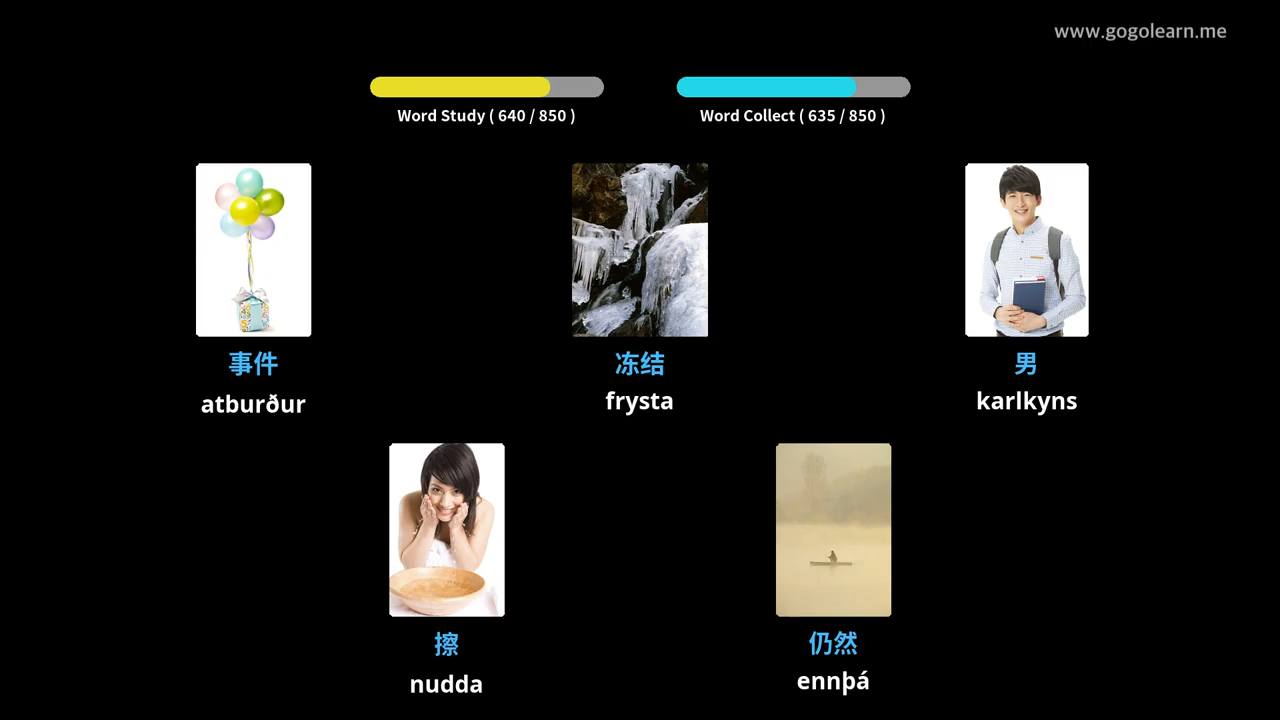 www.gogolearn.me
Word Study ( 640 / 850 )
Word Collect ( 635 / 850 )
事件
atburður
冻结
frysta
男
karlkyns
擦
nudda
仍然
ennþá